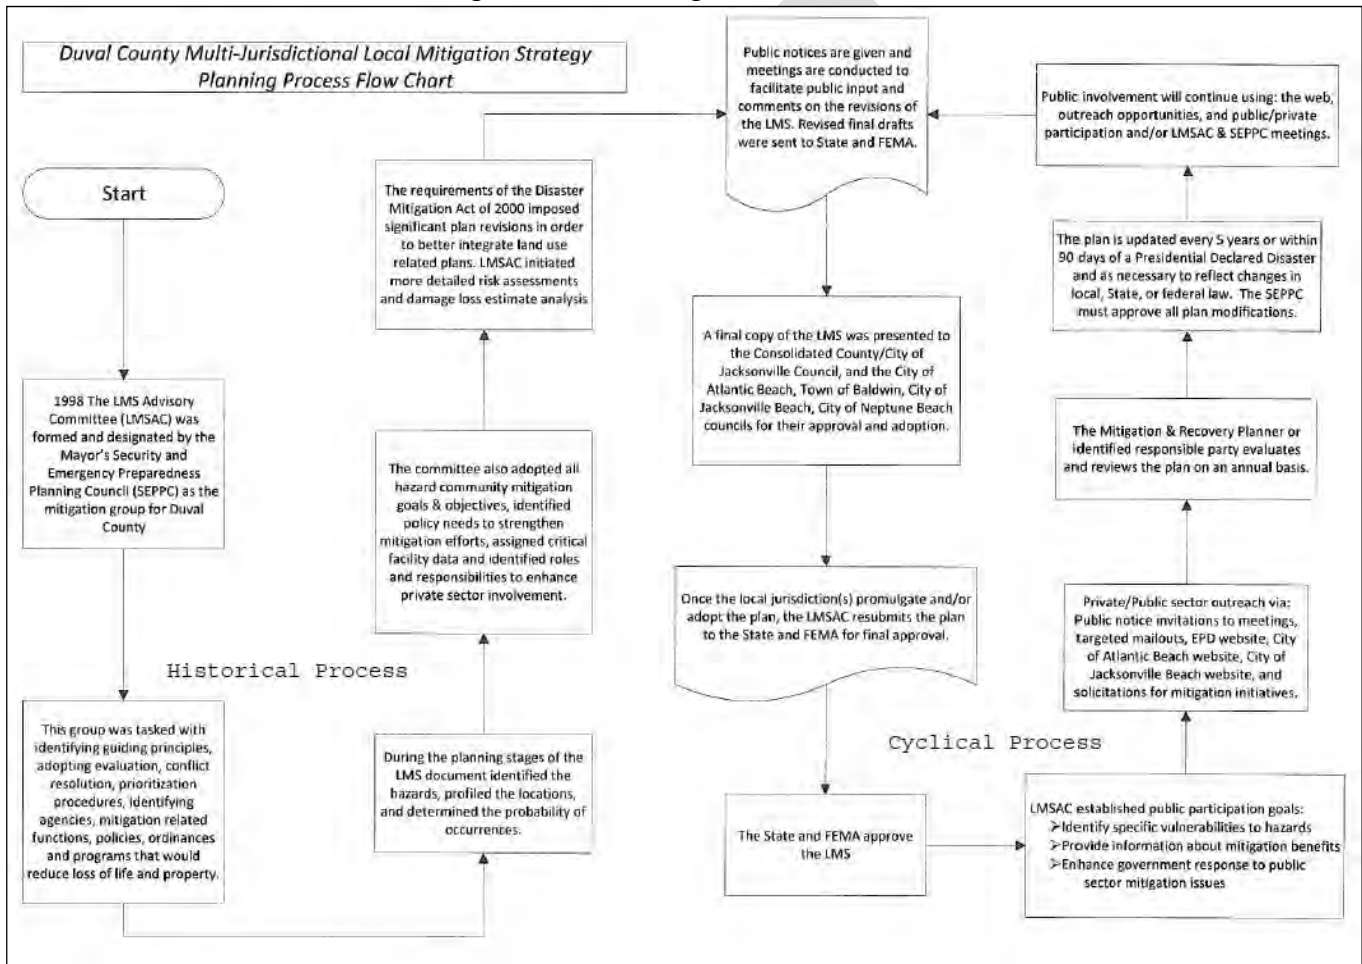 Duval County Multi-Jurisdictional Local Mitigation Strategy
Planning Process Flow Chart
Start
1998 The LMS Advisory
Committee (LMSAC) was
formed and designated by the
Mayor's Security and
Emergency Preparedness
Planning Council (SEPPC) as the
mitigation group for Duval
County
Historical Process
This group was tasked with
identifying guiding principles,
adopting evaluation, conflict
resolution, prioritization
procedures, identifying
agencies, mitigation related
functions, policies, ordinances
and programs that would
reduce loss of life and property.
During the planning stages of
the LMS document identified the
hazards, profiled the locations,
and determined the probability of
occurrences.
The committee also adopted all
hazard community mitigation
goals & objectives, identified
policy needs to strengthen
mitigation efforts, assigned critical
facility data and identified roles
and responsibilities to enhance
private sector involvement.
The requirements of the Disaster
Mitigation Act of 2000 imposed
significant plan revisions in order
to better integrate land use
related plans. LMSAC initiated
more detailed risk assessments
and damage loss estimate analysis
Public notices are given and
meetings are conducted to
facilitate public input and
comments on the revisions of
the LMS. Revised final drafts
were sent to State and FEMA.
A final copy of the LMS was presented to
the Consolidated County/City of
Jacksonville Council, and the City of
Atlantic Beach, Town of Baldwin, City of
Jacksonville Beach, City of Neptune Beach
councils for their approval and adoption.
Once the local jurisdiction(s) promulgate and/or
adopt the plan, the LMSAC resubmits the plan
to the State and FEMA for final approval.
Cyclical Process
The State and FEMA approve
the LMS
LMSAC established public participation goals:
➢Identify specific vulnerabilities to hazards
➢Provide information about mitigation benefits
➢Enhance government response to public
sector mitigation issues
Private/Public sector outreach via:
Public notice invitations to meetings,
targeted mailouts, EPD website, City
of Atlantic Beach website, City of
Jacksonville Beach website, and
solicitations for mitigation initiatives.
The Mitigation & Recovery Planner or
identified responsible party evaluates
and reviews the plan on an annual basis.
The plan is updated every 5 years or within
90 days of a Presidential Declared Disaster
and as necessary to reflect changes in
local, State, or federal law. The SEPPC
must approve all plan modifications.
Public involvement will continue using: the web,
outreach opportunities, and public/private
participation and/or LMSAC & SEPPC meetings.